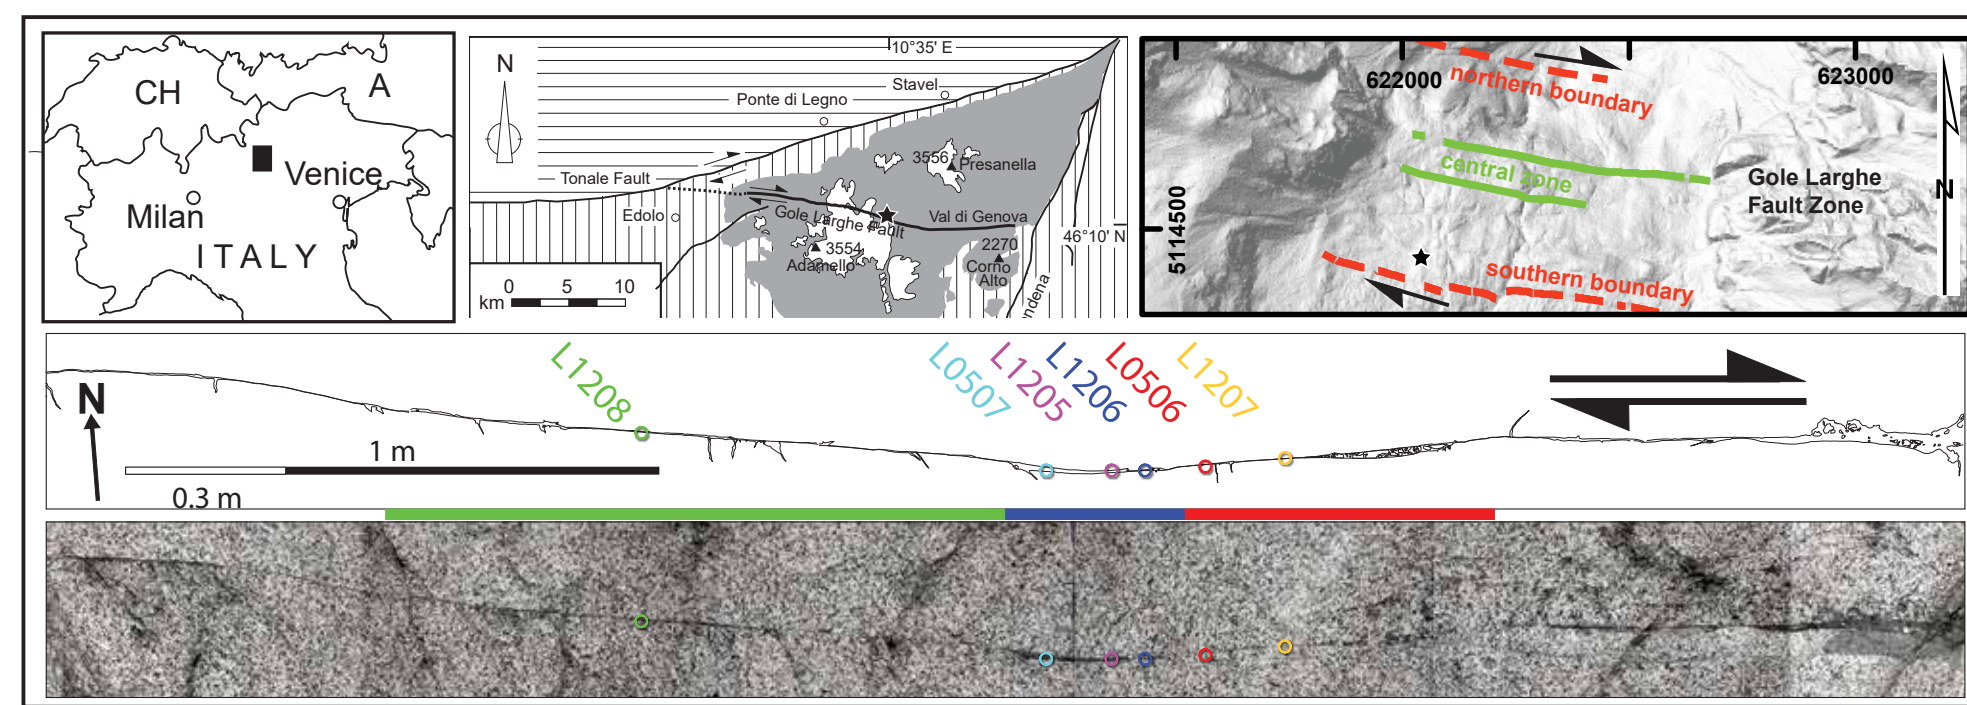 CH
A
Venice
Milan
ITALY
N
10°35' E
Stavel
Ponte di Legno
3556
Presanella
Tonale Fault
Edolo
Gole Larghe Fault
Val di Genova
46°10' N
3554
Adamello
2270
Corno
Alto
ndena
0 5 10
km
622000
623000
northern boundary
central zone
Gole Larghe
Fault Zone
N
5114500
southern boundary
L1208
L0507
L1205
L1206
L0506
L1207
N
1 m
0.3 m